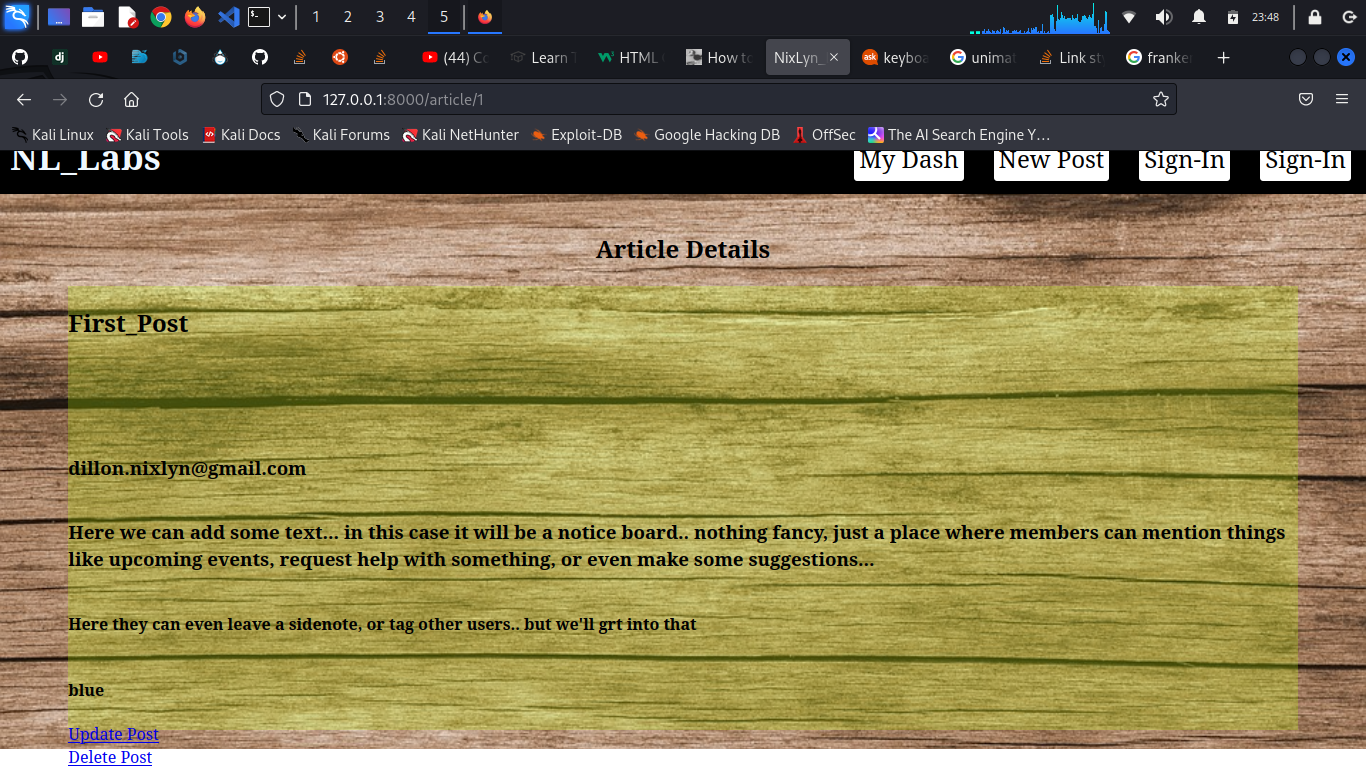 1 2 3 4 5 23:48
(44) Co Learn T HTML How to NixLyn_ keyboa unimat Link sty franke
127.0.0.1:8000/article/1
Kali Linux Kali Tools Kali Docs Kali Forums Kali NetHunter Exploit-DB Google Hacking DB OffSec The AI Search Engine Y…
NL_Labs My Dash New Post Sign-In Sign-In
Article Details
First_Post
dillon.nixlyn@gmail.com
Here we can add some text... in this case it will be a notice board.. nothing fancy, just a place where members can mention things
like upcoming events, request help with something, or even make some suggestions...
Here they can even leave a sidenote, or tag other users.. but we'll grt into that
blue
Update Post
Delete Post